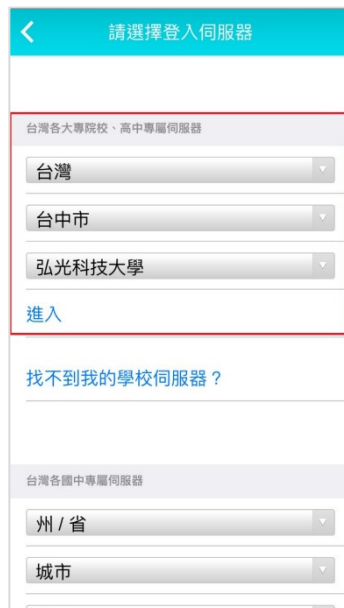 請選擇登入伺服器
台灣各大專院校、高中專屬伺服器
台灣
台中市
弘光科技大學
進入
找不到我的學校伺服器？
台灣各國中專屬伺服器
州 / 省
城市